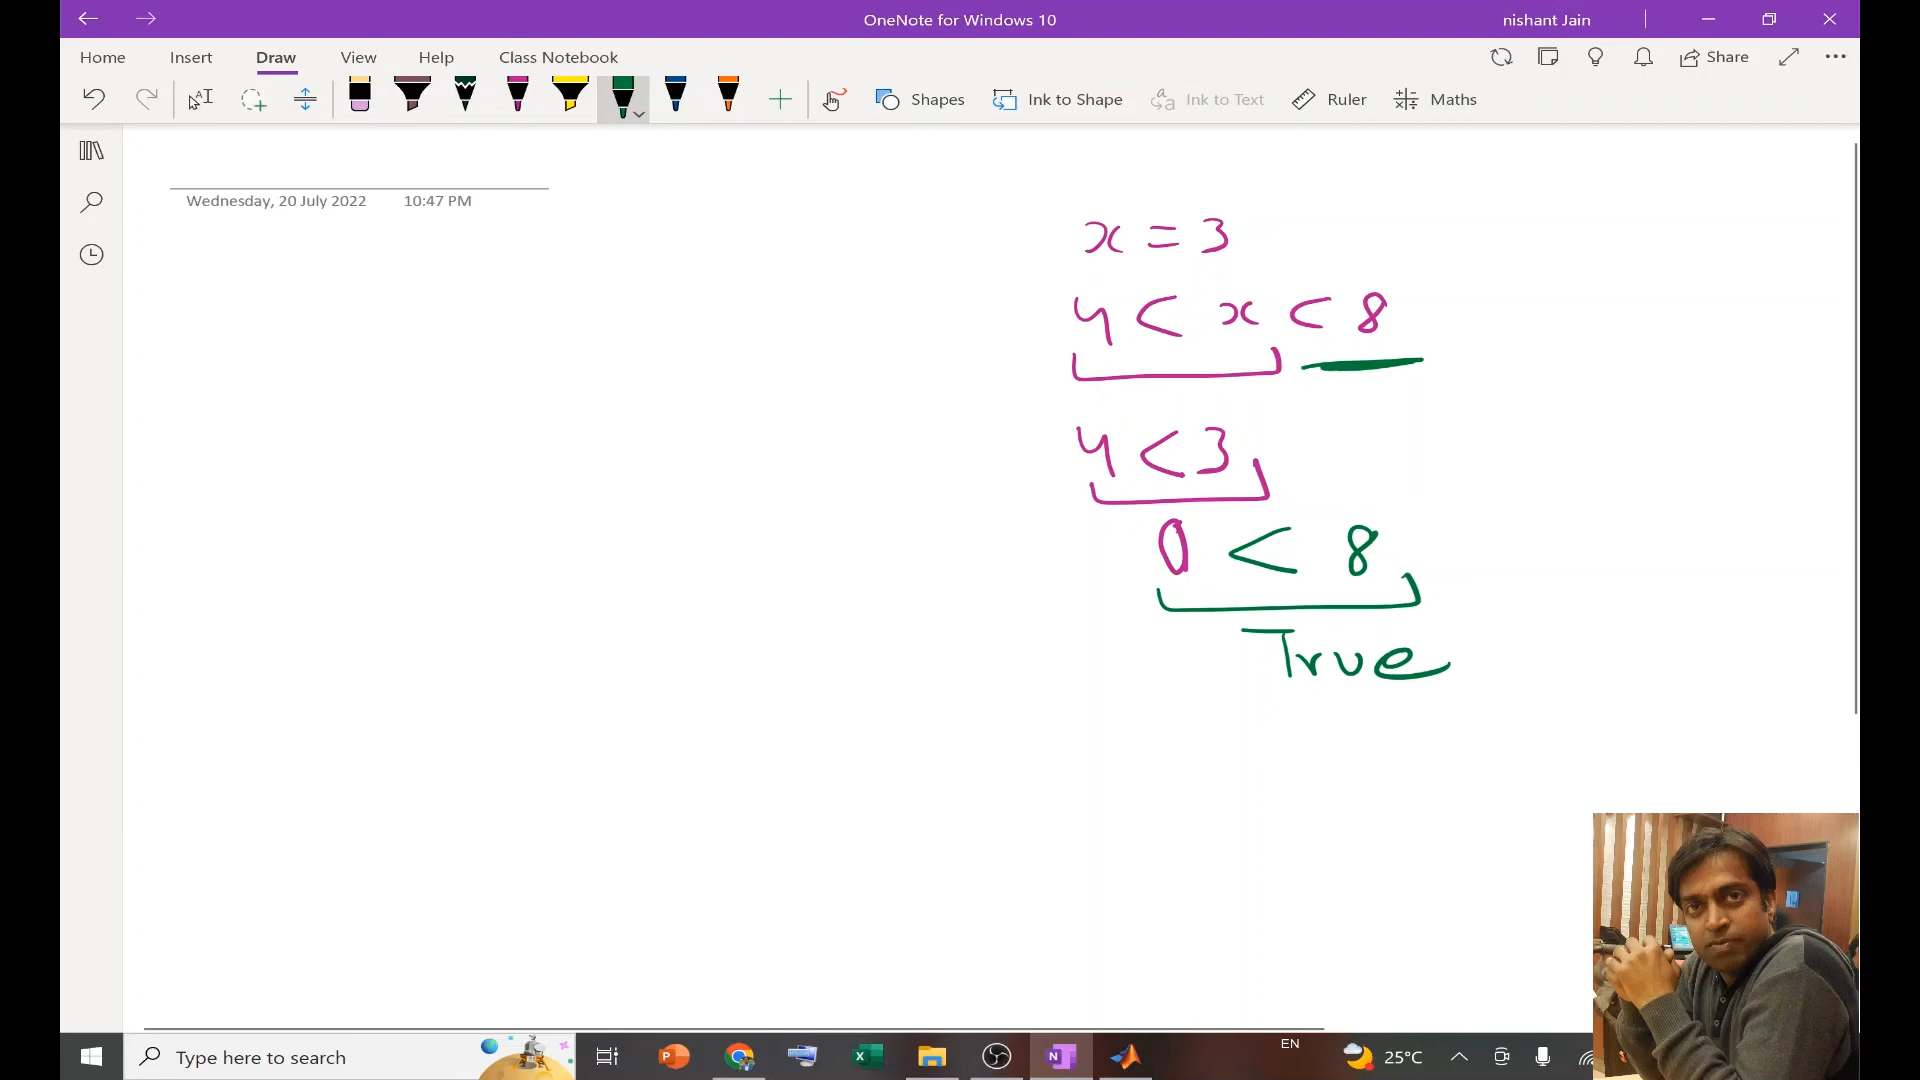 OneNote for Windows 10
nishant Jain
Home Insert Draw View Help Class Notebook
Share
Shapes Ink to Shape Ink to Text Ruler Maths
Wednesday, 20 July 2022 10:47 PM
x = 3
4 < x < 8
4 < 3
0 < 8
True
Type here to search
EN
25°C